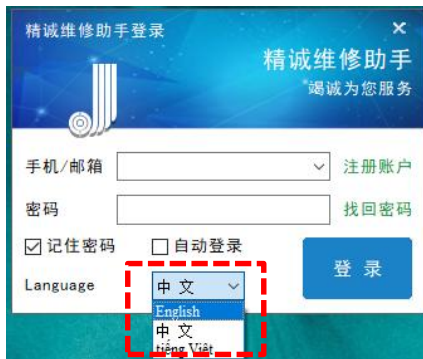 精诚维修助手登录
精诚维修助手
竭诚为您服务
手机/邮箱
注册账户
密码
找回密码
记住密码
自动登录
登 录
Language
中 文
English
中 文
tiếng Việt